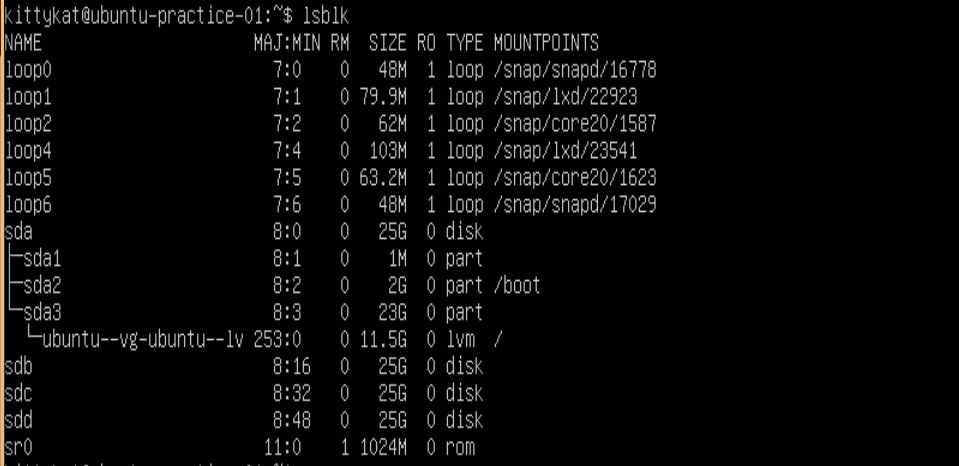 kittykat@ubuntu-practice-01:~$ lsblk
NAME                      MAJ:MIN RM  SIZE RO TYPE MOUNTPOINTS
loop0                       7:0    0   48M  1 loop /snap/snapd/16778
loop1                       7:1    0 79.9M  1 loop /snap/lxd/22923
loop2                       7:2    0   62M  1 loop /snap/core20/1587
loop4                       7:4    0  103M  1 loop /snap/lxd/23541
loop5                       7:5    0 63.2M  1 loop /snap/core20/1623
loop6                       7:6    0   48M  1 loop /snap/snapd/17029
sda                         8:0    0   25G  0 disk
├─sda1                      8:1    0    1M  0 part
├─sda2                      8:2    0    2G  0 part /boot
└─sda3                      8:3    0   23G  0 part
  └─ubuntu--vg-ubuntu--lv 253:0    0 11.5G  0 lvm  /
sdb                         8:16   0   25G  0 disk
sdc                         8:32   0   25G  0 disk
sdd                         8:48   0   25G  0 disk
sr0                        11:0    1 1024M  0 rom